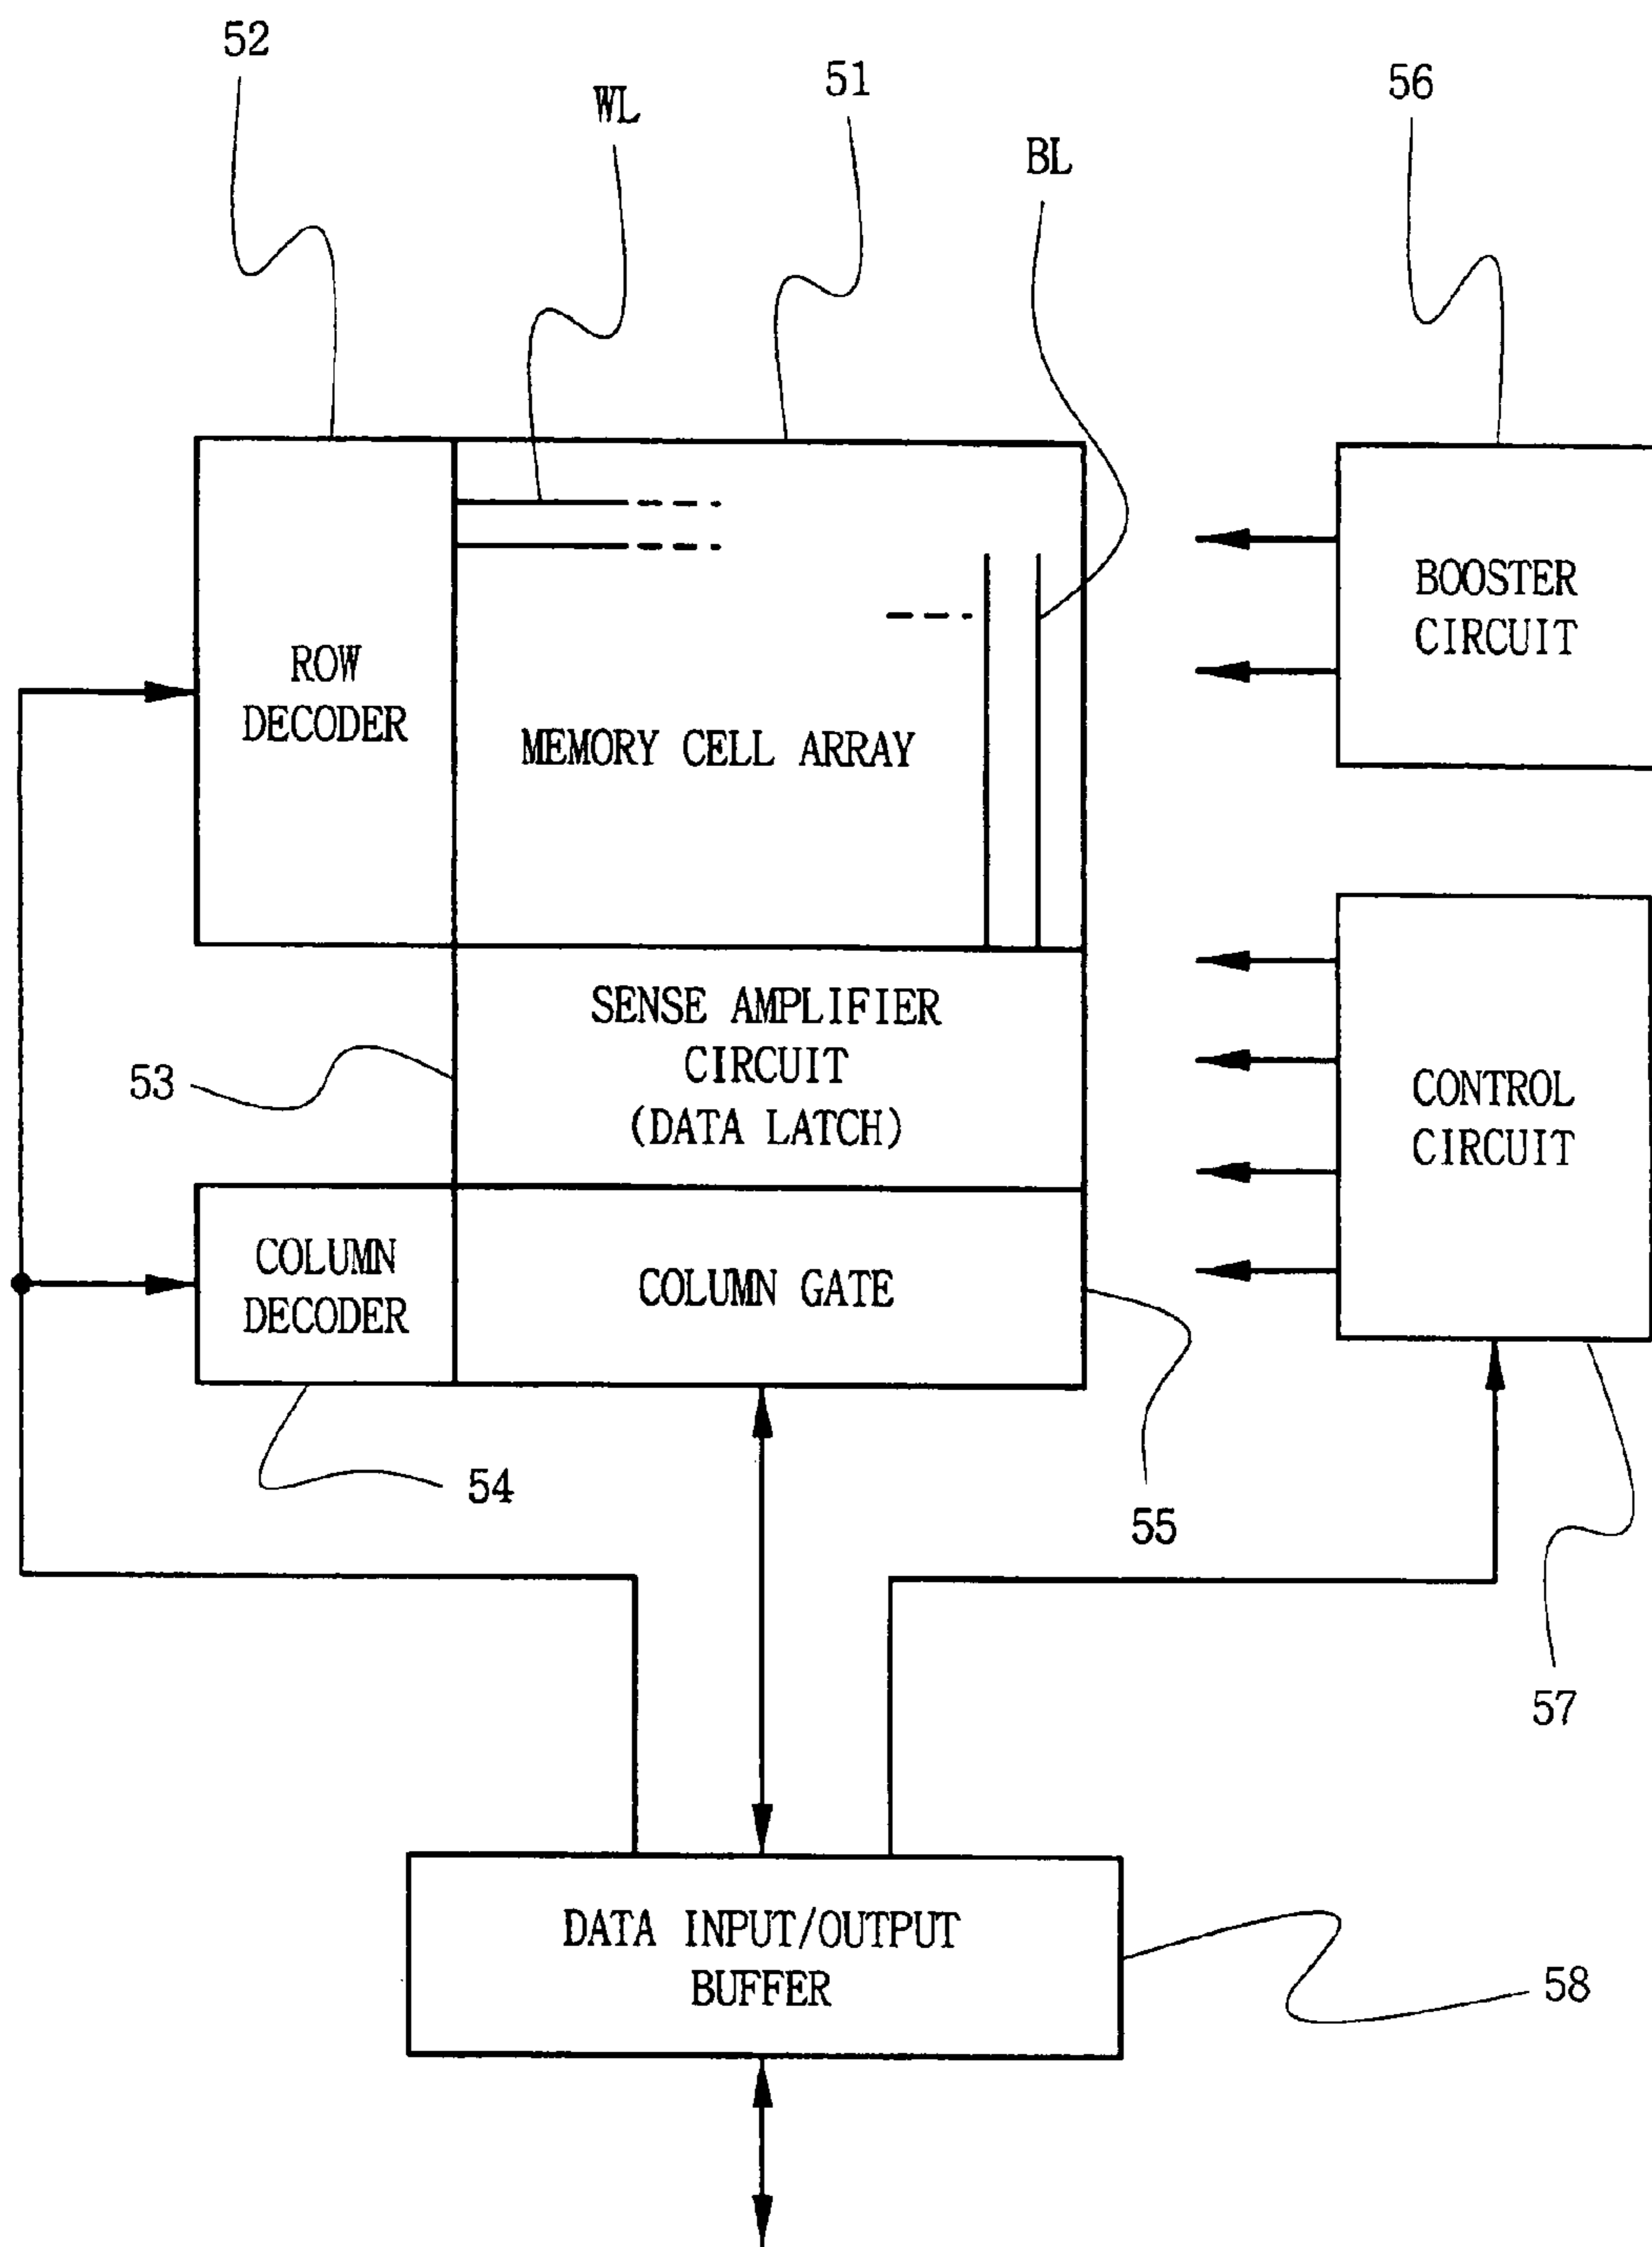 52
WL
51
BL
56
ROW
DECODER
MEMORY CELL ARRAY
BOOSTER
CIRCUIT
53
SENSE AMPLIFIER
CIRCUIT
(DATA LATCH)
CONTROL
CIRCUIT
COLUMN
DECODER
COLUMN GATE
54
55
57
DATA INPUT/OUTPUT
BUFFER
58